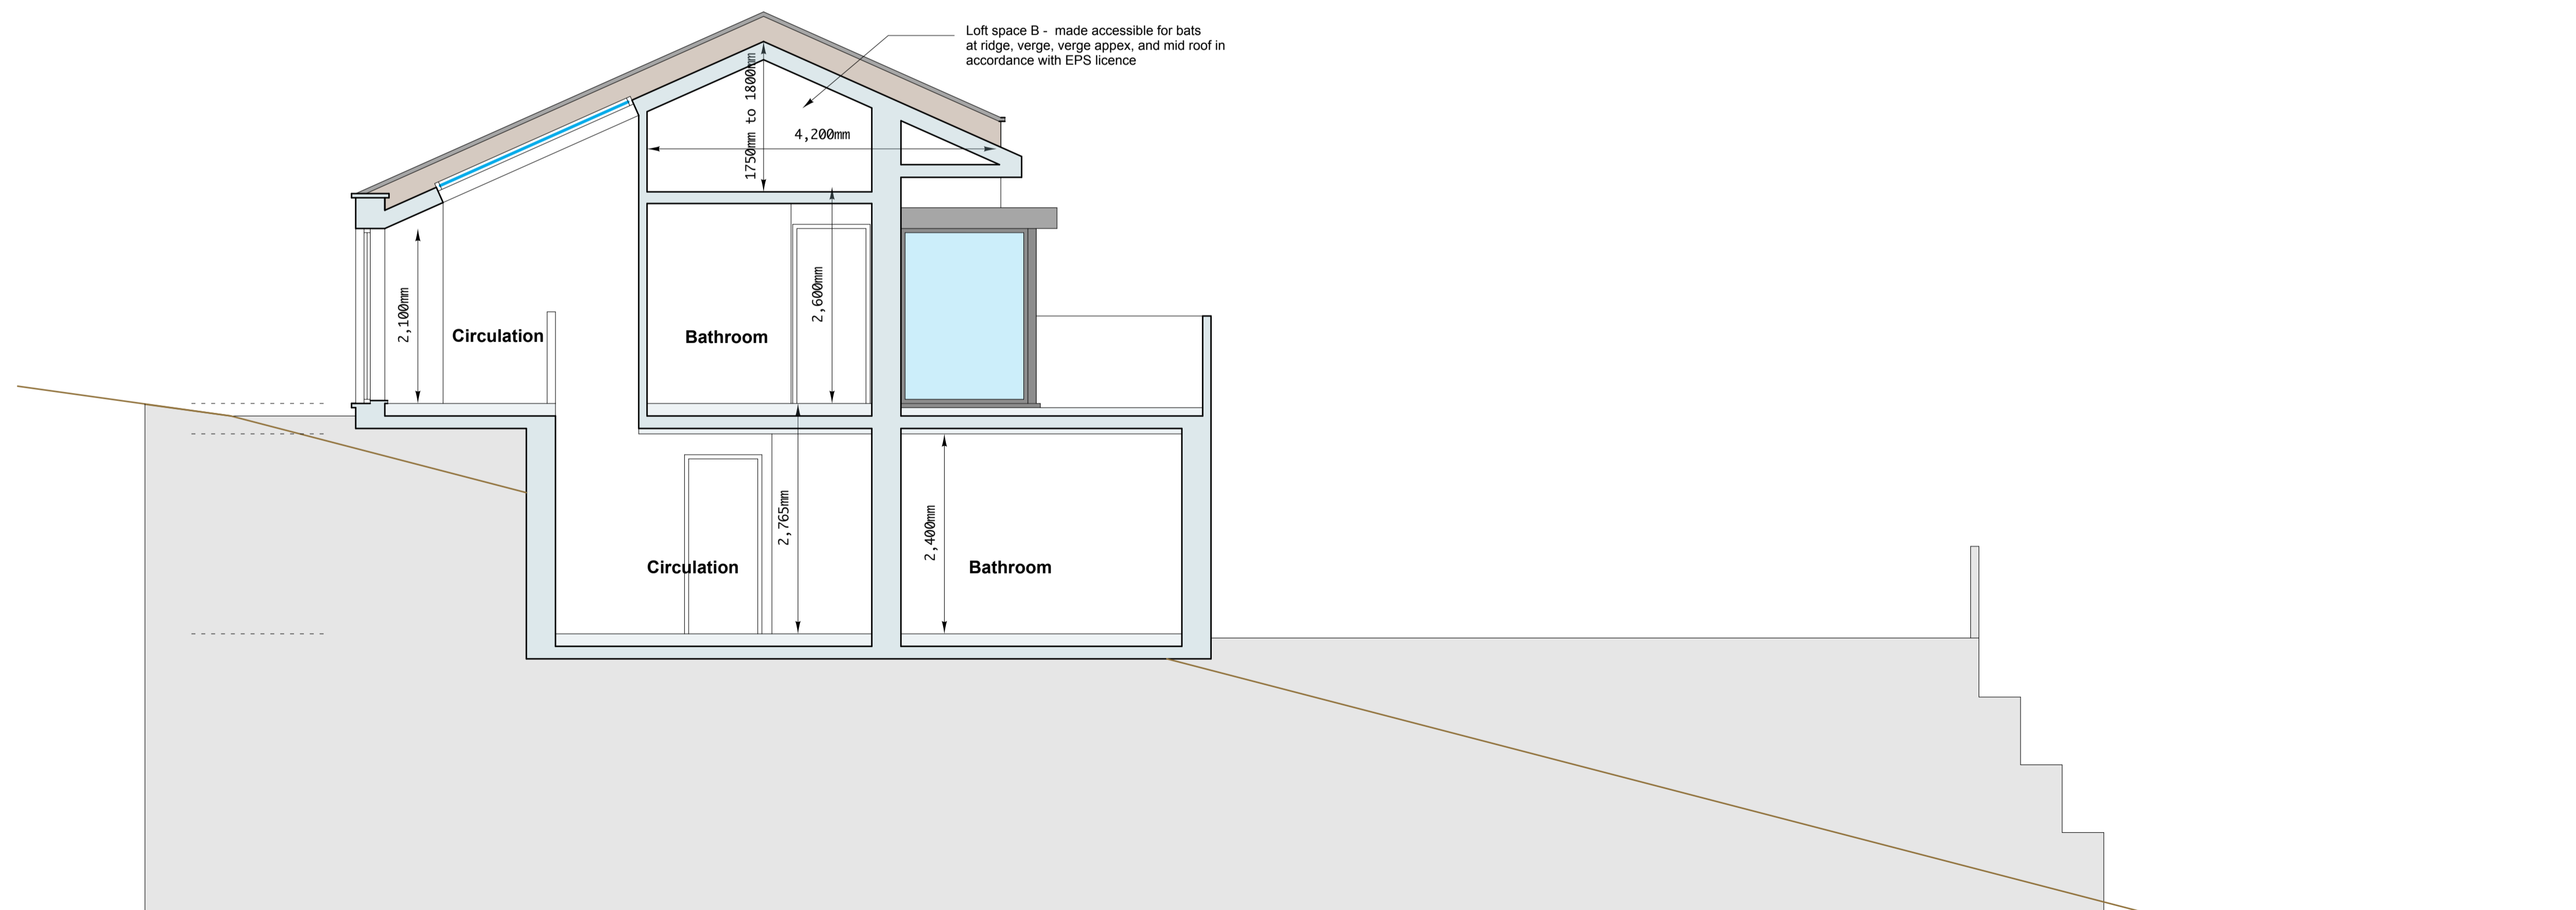 Loft space B -  made accessible for bats
at ridge, verge, verge appex, and mid roof in
accordance with EPS licence
1750mm to 1800mm
4,200mm
2,100mm
Circulation
Bathroom
2,600mm
2,765mm
2,400mm
Circulation
Bathroom